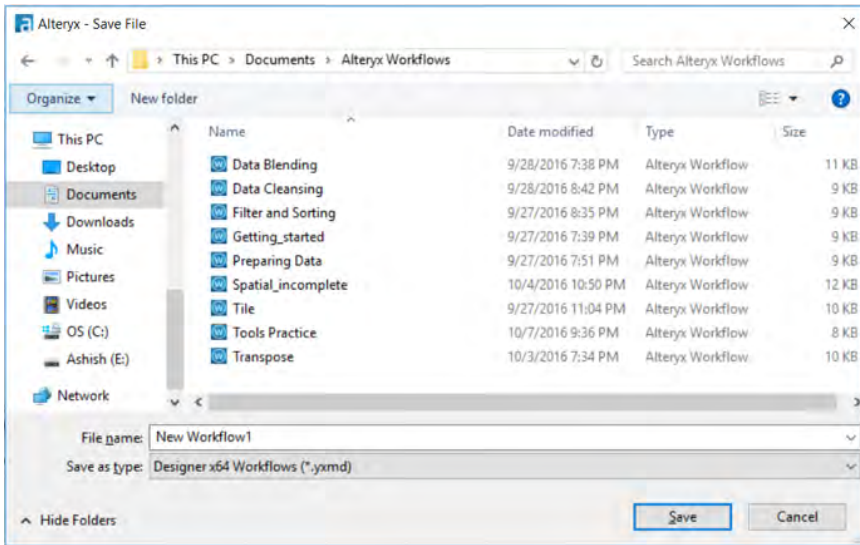 Alteryx - Save File
This PC > Documents > Alteryx Workflows
Search Alteryx Workflows
Organize
New folder
Name Date modified Type Size
This PC
Desktop
Documents
Downloads
Music
Pictures
Videos
OS (C:)
Ashish (E:)
Network
Data Blending 9/28/2016 7:38 PM Alteryx Workflow 11 KB
Data Cleansing 9/28/2016 8:42 PM Alteryx Workflow 9 KB
Filter and Sorting 9/27/2016 8:35 PM Alteryx Workflow 9 KB
Getting_started 9/27/2016 7:39 PM Alteryx Workflow 9 KB
Preparing Data 9/27/2016 7:51 PM Alteryx Workflow 9 KB
Spatial_incomplete 10/4/2016 10:50 PM Alteryx Workflow 12 KB
Tile 9/27/2016 11:04 PM Alteryx Workflow 10 KB
Tools Practice 10/7/2016 9:36 PM Alteryx Workflow 8 KB
Transpose 10/3/2016 7:34 PM Alteryx Workflow 10 KB
File name: New Workflow1
Save as type: Designer x64 Workflows (*.yxmd)
Hide Folders
Save
Cancel